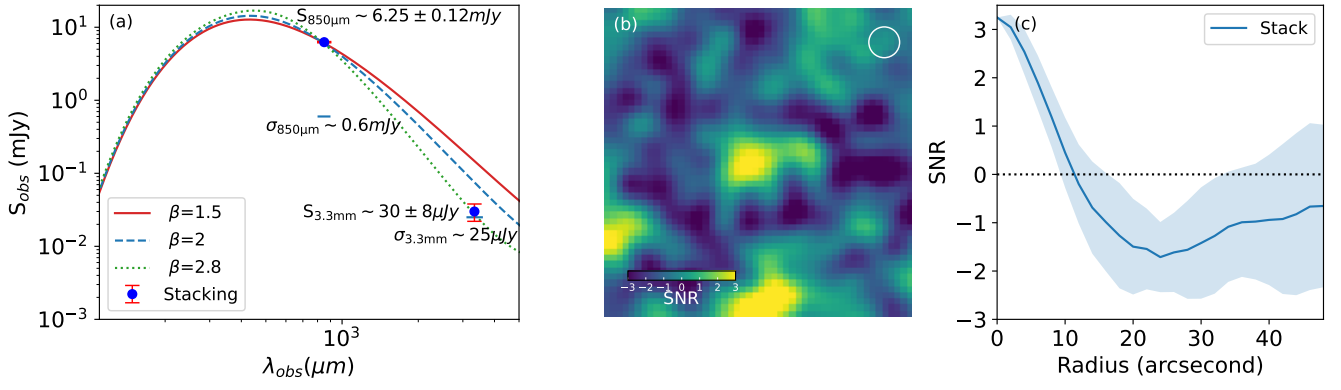 (a)
S₈₅₀μm ~ 6.25 ± 0.12mJy
σ₈₅₀μm ~ 0.6mJy
S₃.₃mm ~ 30 ± 8μJy
σ₃.₃mm ~ 25μJy
β=1.5
β=2
β=2.8
Stacking
10¹
10⁰
10⁻¹
10⁻²
10⁻³
S_obs (mJy)
10³
λ_obs(μm)
(b)
−3 −2 −1 0 1 2 3
SNR
(c)
Stack
3
2
1
0
−1
−2
−3
SNR
0 10 20 30 40
Radius (arcsecond)